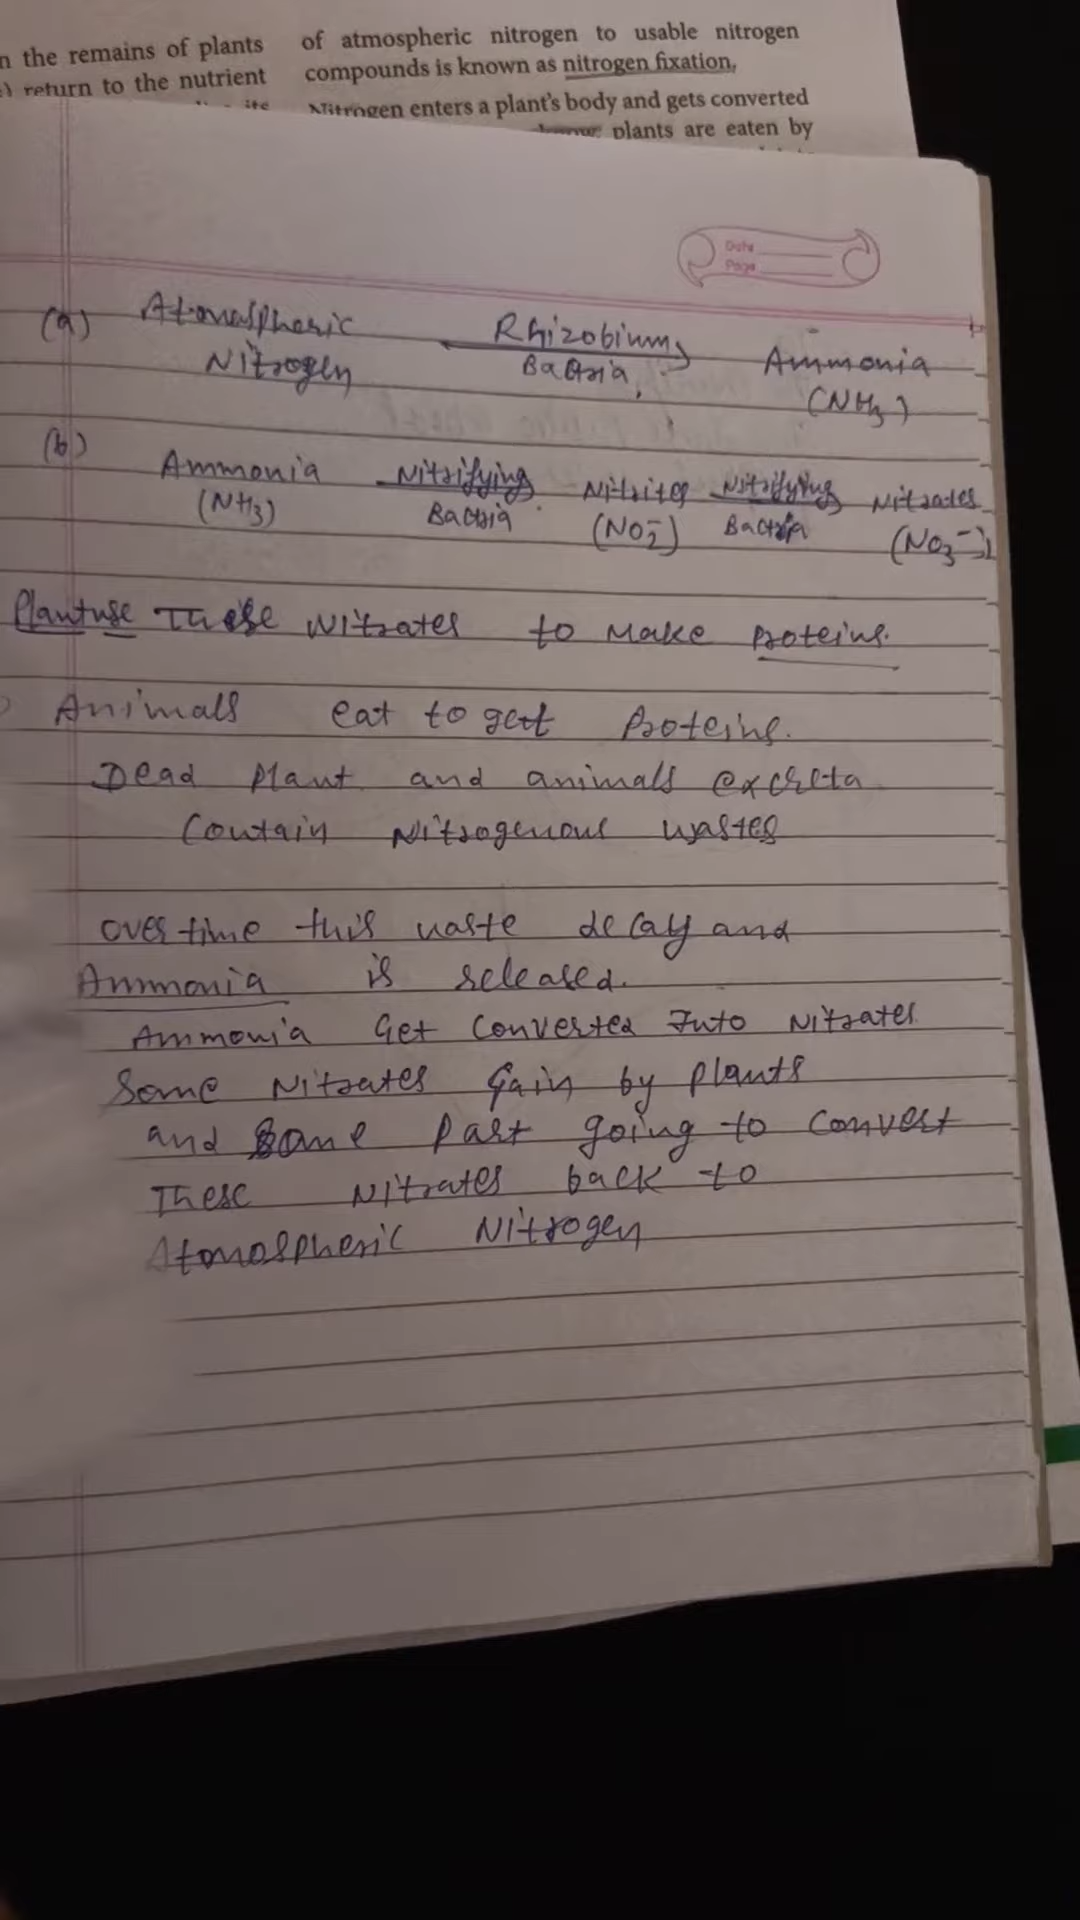 n the remains of plants
return to the nutrient
of atmospheric nitrogen to usable nitrogen
compounds is known as nitrogen fixation.
Nitrogen enters a plant's body and gets converted
plants are eaten by
Date
Page
(a) Atomaspheric Rhizobium Ammonia
Nitrogen Bactria (NH3)
(b) Ammonia Nitrifying Nitrites Nitrifying Nitrates
(NH3) Bactria (NO2-) Bactria (NO3-)
Plant use These Nitrates to Make proteins.
Animals eat to get Proteins.
Dead plant and animals excreta
Contain Nitrogenous wastes
over time this waste decay and
Ammonia is released.
Ammonia Get Converted Into Nitrates
Some Nitrates Gain by plants
and Some Part going to convert
These Nitrates back to
Atomospheric Nitrogen